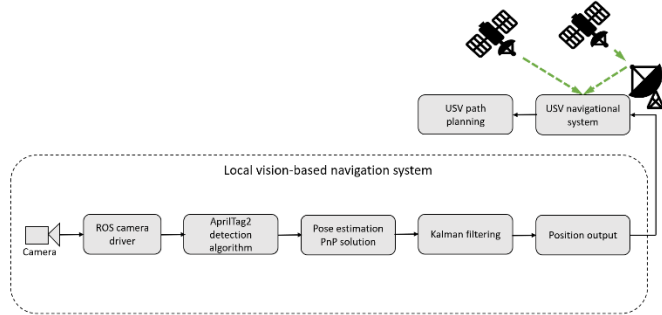 USV path
planning
USV navigational
system
Local vision-based navigation system
Camera
ROS camera
driver
AprilTag2
detection
algorithm
Pose estimation
PnP solution
Kalman filtering
Position output